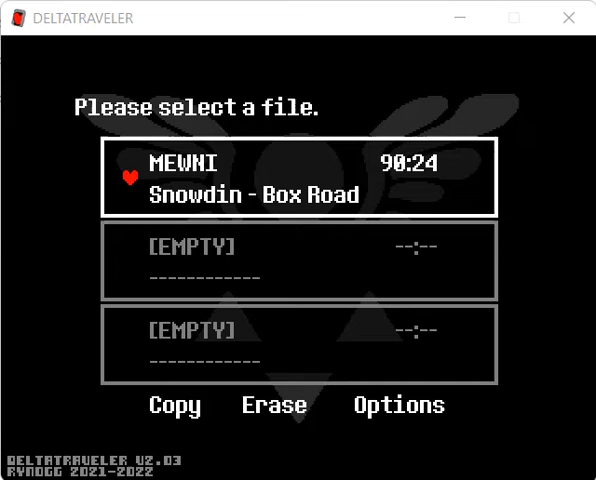 DELTATRAVELER
Please select a file.
MEWNI 90:24
Snowdin - Box Road
[EMPTY] --:--
------------
[EMPTY] --:--
------------
Copy Erase Options
DELTATRAVELER V2.03
RYNOGG 2021-2022